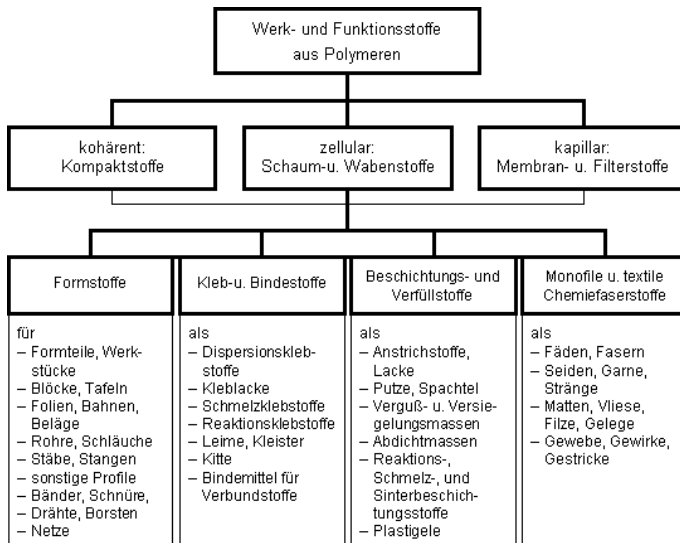 Werk- und Funktionsstoffe
aus Polymeren
kohärent:
Kompaktstoffe
zellular:
Schaum-u. Wabenstoffe
kapillar:
Membran- u. Filterstoffe
Formstoffe
Kleb-u. Bindestoffe
Beschichtungs- und
Verfüllstoffe
Monofile u. textile
Chemiefaserstoffe
für
– Formteile, Werk-
stücke
– Blöcke, Tafeln
– Folien, Bahnen,
Beläge
– Rohre, Schläuche
– Stäbe, Stangen
– sonstige Profile
– Bänder, Schnüre,
– Drähte, Borsten
– Netze
als
– Dispersionskleb-
stoffe
– Kleblacke
– Schmelzklebstoffe
– Reaktionsklebstoffe
– Leime, Kleister
– Kitte
– Bindemittel für
Verbundstoffe
als
– Anstrichstoffe,
Lacke
– Putze, Spachtel
– Verguß- u. Versie-
gelungsmassen
– Abdichtmassen
– Reaktions-,
Schmelz-, und
Sinterbeschich-
tungsstoffe
– Plastigele
als
– Fäden, Fasern
– Seiden, Garne,
Stränge
– Matten, Vliese,
Filze, Gelege
– Gewebe, Gewirke,
Gestricke